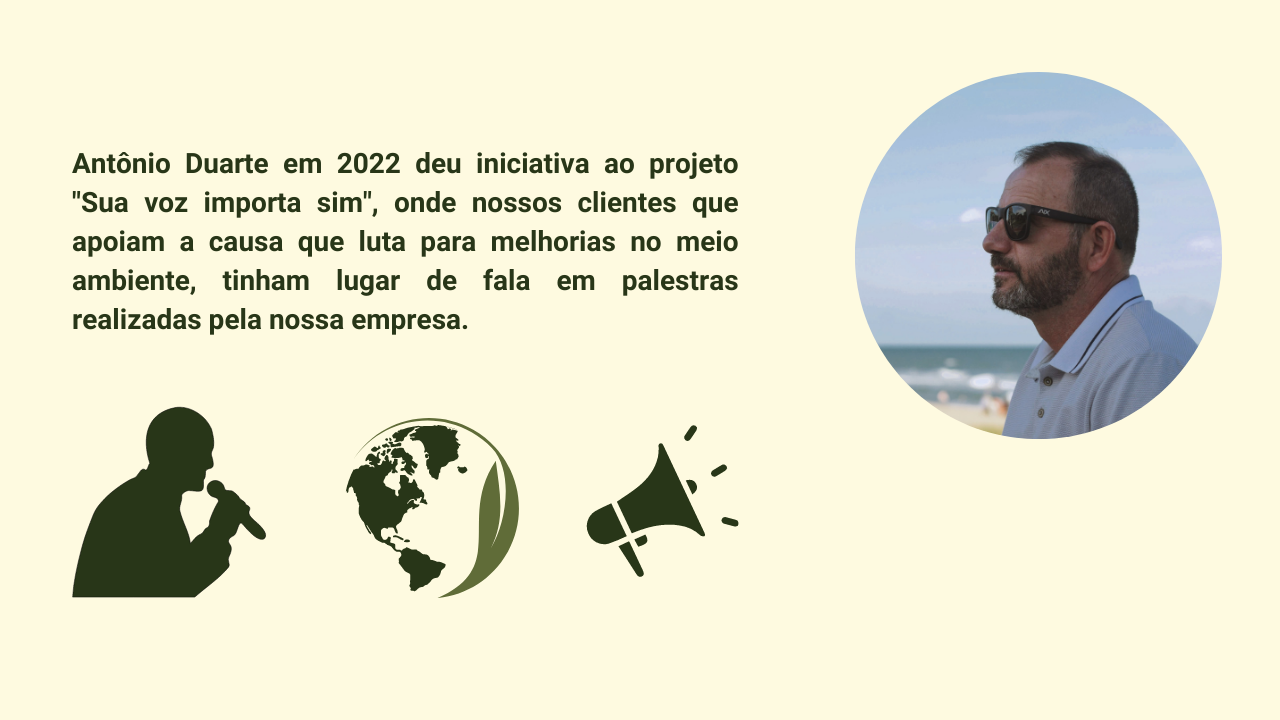 Antônio Duarte em 2022 deu iniciativa ao projeto
"Sua voz importa sim", onde nossos clientes que
apoiam a causa que luta para melhorias no meio
ambiente, tinham lugar de fala em palestras
realizadas pela nossa empresa.